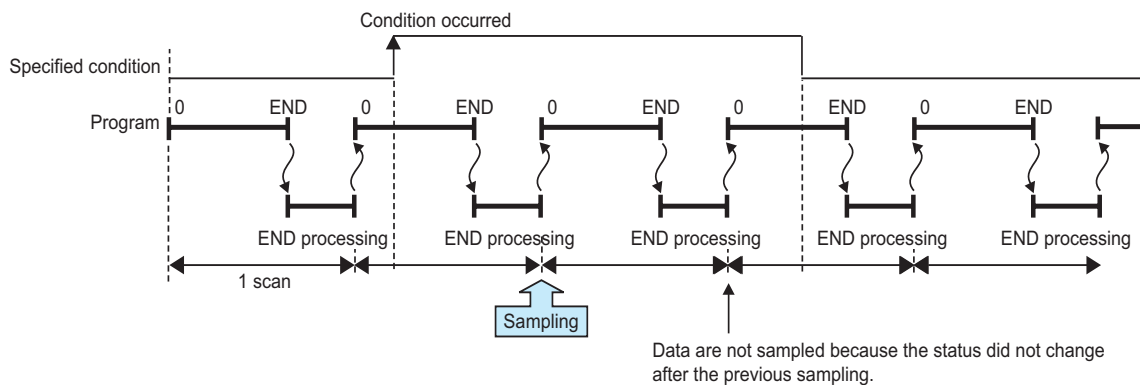 Condition occurred
Specified condition
0 END 0 END 0 END 0 END
Program
END processing END processing END processing END processing END processing
1 scan
Sampling
Data are not sampled because the status did not change
after the previous sampling.